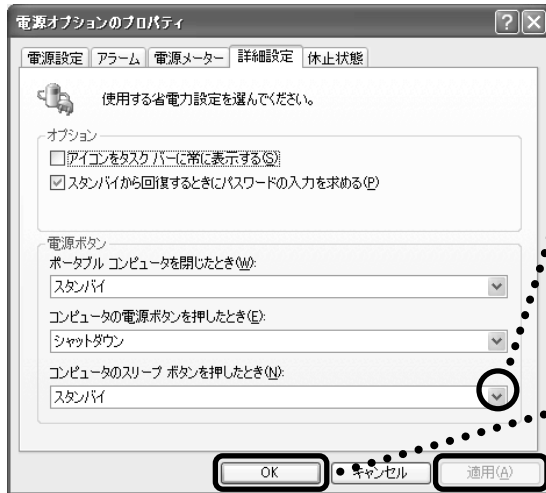 電源オプションのプロパティ
電源設定 アラーム 電源メーター 詳細設定 休止状態
使用する省電力設定を選んでください。
オプション
アイコンをタスク バーに常に表示する(S)
スタンバイから回復するときにパスワードの入力を求める(P)
電源ボタン
ポータブル コンピュータを閉じたとき(W):
スタンバイ
コンピュータの電源ボタンを押したとき(E):
シャットダウン
コンピュータのスリープ ボタンを押したとき(N):
スタンバイ
OK キャンセル 適用(A)